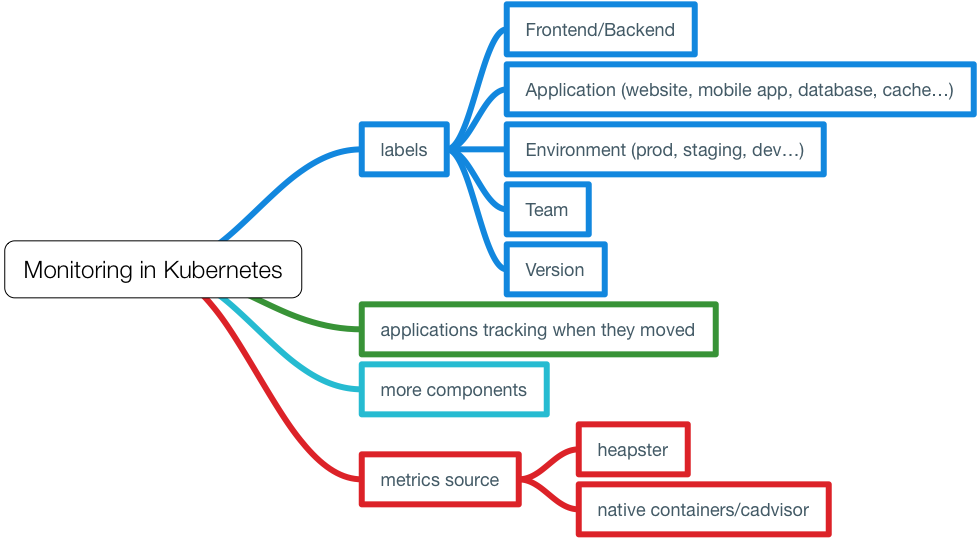 Monitoring in Kubernetes
labels
Frontend/Backend
Application (website, mobile app, database, cache…)
Environment (prod, staging, dev…)
Team
Version
applications tracking when they moved
more components
metrics source
heapster
native containers/cadvisor